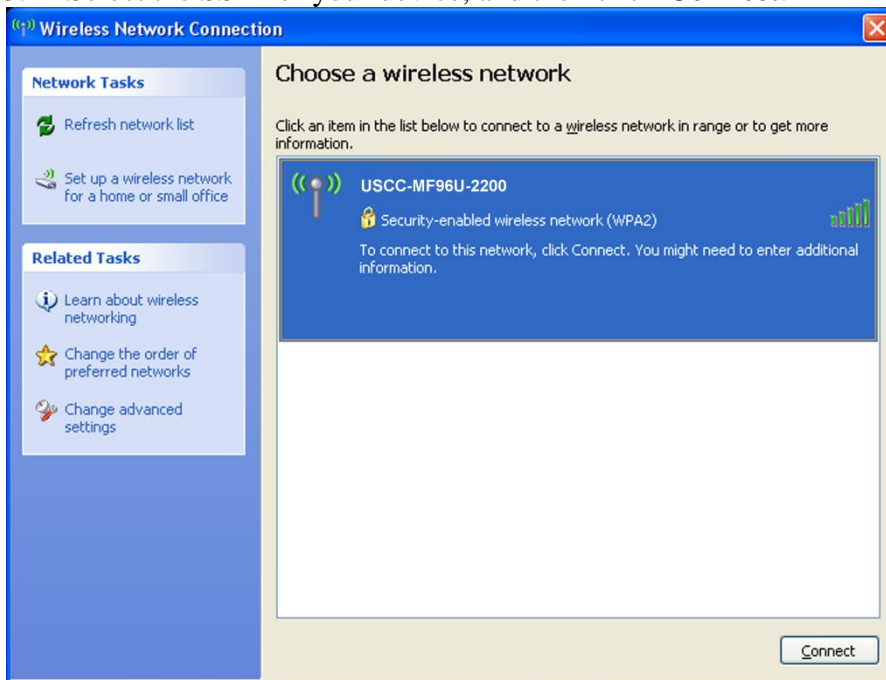 Wireless Network Connection
Network Tasks
Refresh network list
Set up a wireless network
for a home or small office
Related Tasks
Learn about wireless
networking
Change the order of
preferred networks
Change advanced
settings
Choose a wireless network
Click an item in the list below to connect to a wireless network in range or to get more
information.
USCC-MF96U-2200
Security-enabled wireless network (WPA2)
To connect to this network, click Connect. You might need to enter additional
information.
Connect